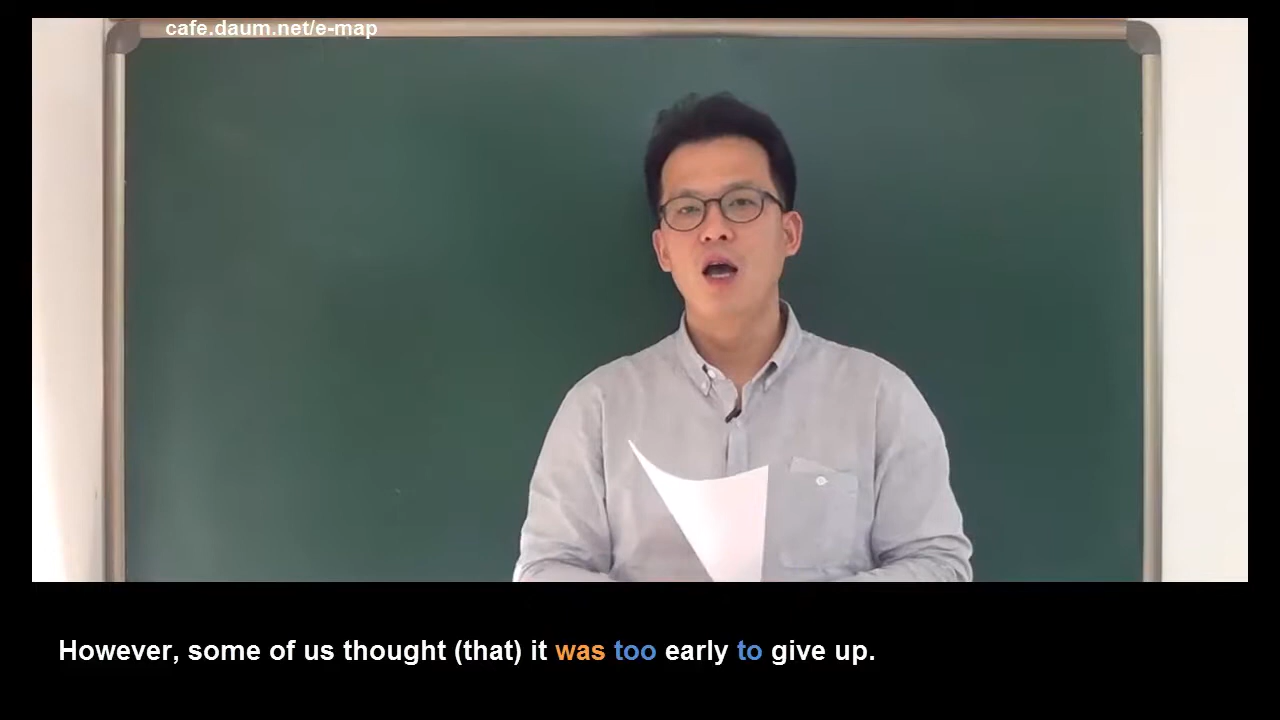 cafe.daum.net/e-map
However, some of us thought (that) it was too early to give up.